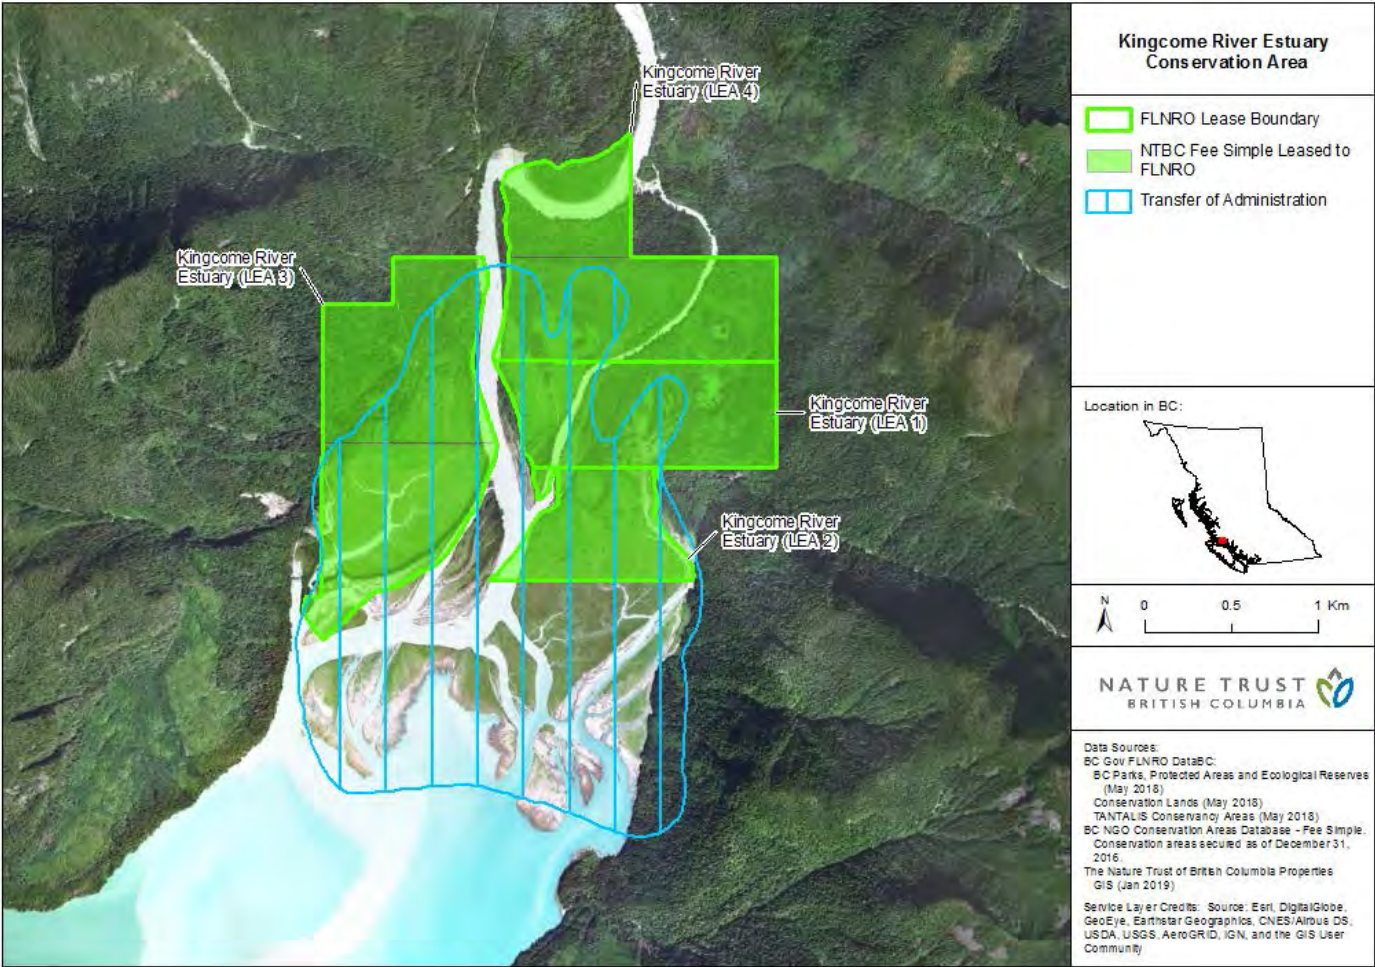 Kingcome River
Estuary (LEA 4)
Kingcome River
Estuary (LEA 3)
Kingcome River
Estuary (LEA 1)
Kingcome River
Estuary (LEA 2)
Kingcome River Estuary
Conservation Area
FLNRO Lease Boundary
NTBC Fee Simple Leased to
FLNRO
Transfer of Administration
Location in BC:
N
0 0.5 1 Km
NATURE TRUST
BRITISH COLUMBIA
Data Sources:
BC Gov FLNRO DataBC:
BC Parks, Protected Areas and Ecological Reserves
(May 2018)
Conservation Lands (May 2018)
TANTALIS Conservancy Areas (May 2018)
BC NGO Conservation Areas Database - Fee Simple.
Conservation areas secured as of December 31,
2016.
The Nature Trust of British Columbia Properties
GIS (Jan 2019)
Service Layer Credits: Source: Esri, DigitalGlobe,
GeoEye, Earthstar Geographics, CNES/Airbus DS,
USDA, USGS, AeroGRID, IGN, and the GIS User
Community